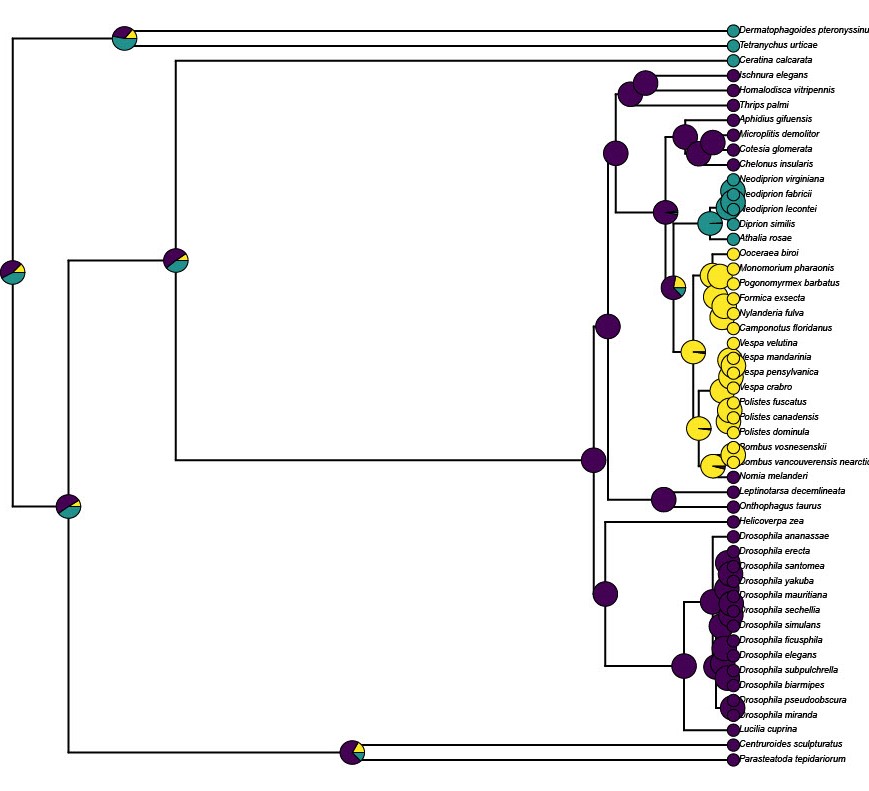 Dermatophagoides pteronyssinu
Tetranychus urticae
Ceratina calcarata
Ischnura elegans
Homalodisca vitripennis
Thrips palmi
Aphidius gifuensis
Microplitis demolitor
Cotesia glomerata
Chelonus insularis
Neodiprion virginiana
Neodiprion fabricii
Neodiprion lecontei
Diprion similis
Athalia rosae
Ooceraea biroi
Monomorium pharaonis
Pogonomyrmex barbatus
Formica exsecta
Nylanderia fulva
Camponotus floridanus
Vespa velutina
Vespa mandarinia
Vespa pensylvanica
Vespa crabro
Polistes fuscatus
Polistes canadensis
Polistes dominula
Bombus vosnesenskii
Bombus vancouverensis nearctic
Nomia melanderi
Leptinotarsa decemlineata
Onthophagus taurus
Helicoverpa zea
Drosophila ananassae
Drosophila erecta
Drosophila santomea
Drosophila yakuba
Drosophila mauritiana
Drosophila sechellia
Drosophila simulans
Drosophila ficusphila
Drosophila elegans
Drosophila subpulchrella
Drosophila biarmipes
Drosophila pseudoobscura
Drosophila miranda
Lucilia cuprina
Centruroides sculpturatus
Parasteatoda tepidariorum